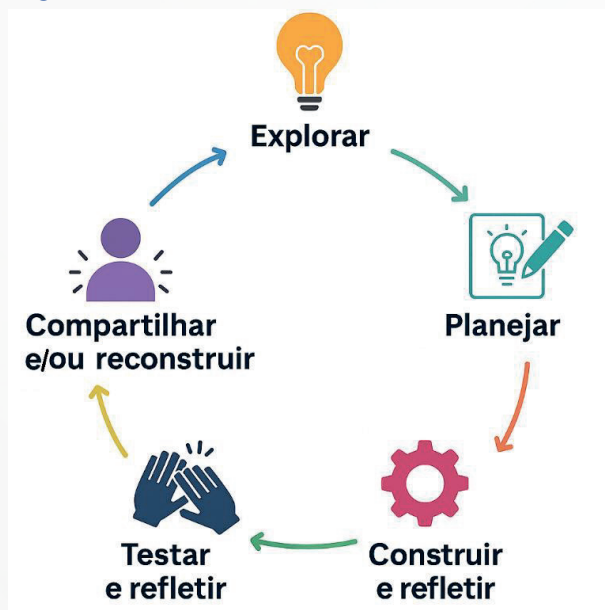 Explorar
Planejar
Construir
e refletir
Testar
e refletir
Compartilhar
e/ou reconstruir